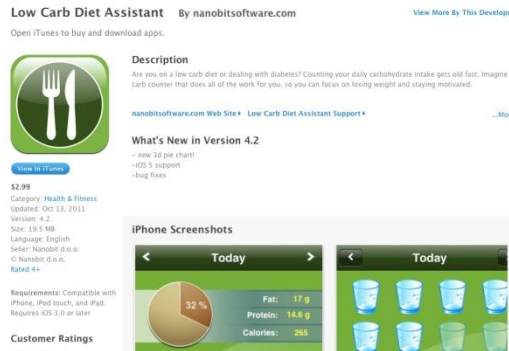 Low Carb Diet Assistant By nanobitsoftware.com
View More By This Develope
Open iTunes to buy and download apps.
Description
Are you on a low carb diet or dealing with diabetes? Counting your daily carbohydrate intake gets old fast. Imagine
carb counter that does all of the work for you, so you can focus on losing weight and staying motivated.
nanobitsoftware.com Web Site Low Carb Diet Assistant Support
...Mor
What's New in Version 4.2
- new 3d pie chart!
-iOS 5 support
-bug fixes
View In iTunes
$2.99
Category: Health & Fitness
Updated: Oct 13, 2011
Version: 4.2
Size: 19.5 MB
Language: English
Seller: Nanobit d.o.o.
© Nanobit d.o.o.
Rated 4+
Requirements: Compatible with
iPhone, iPod touch, and iPad.
Requires iOS 3.0 or later
Customer Ratings
iPhone Screenshots
Today
32 %
Fat: 17 g
Protein: 14.6 g
Calories: 265
Today